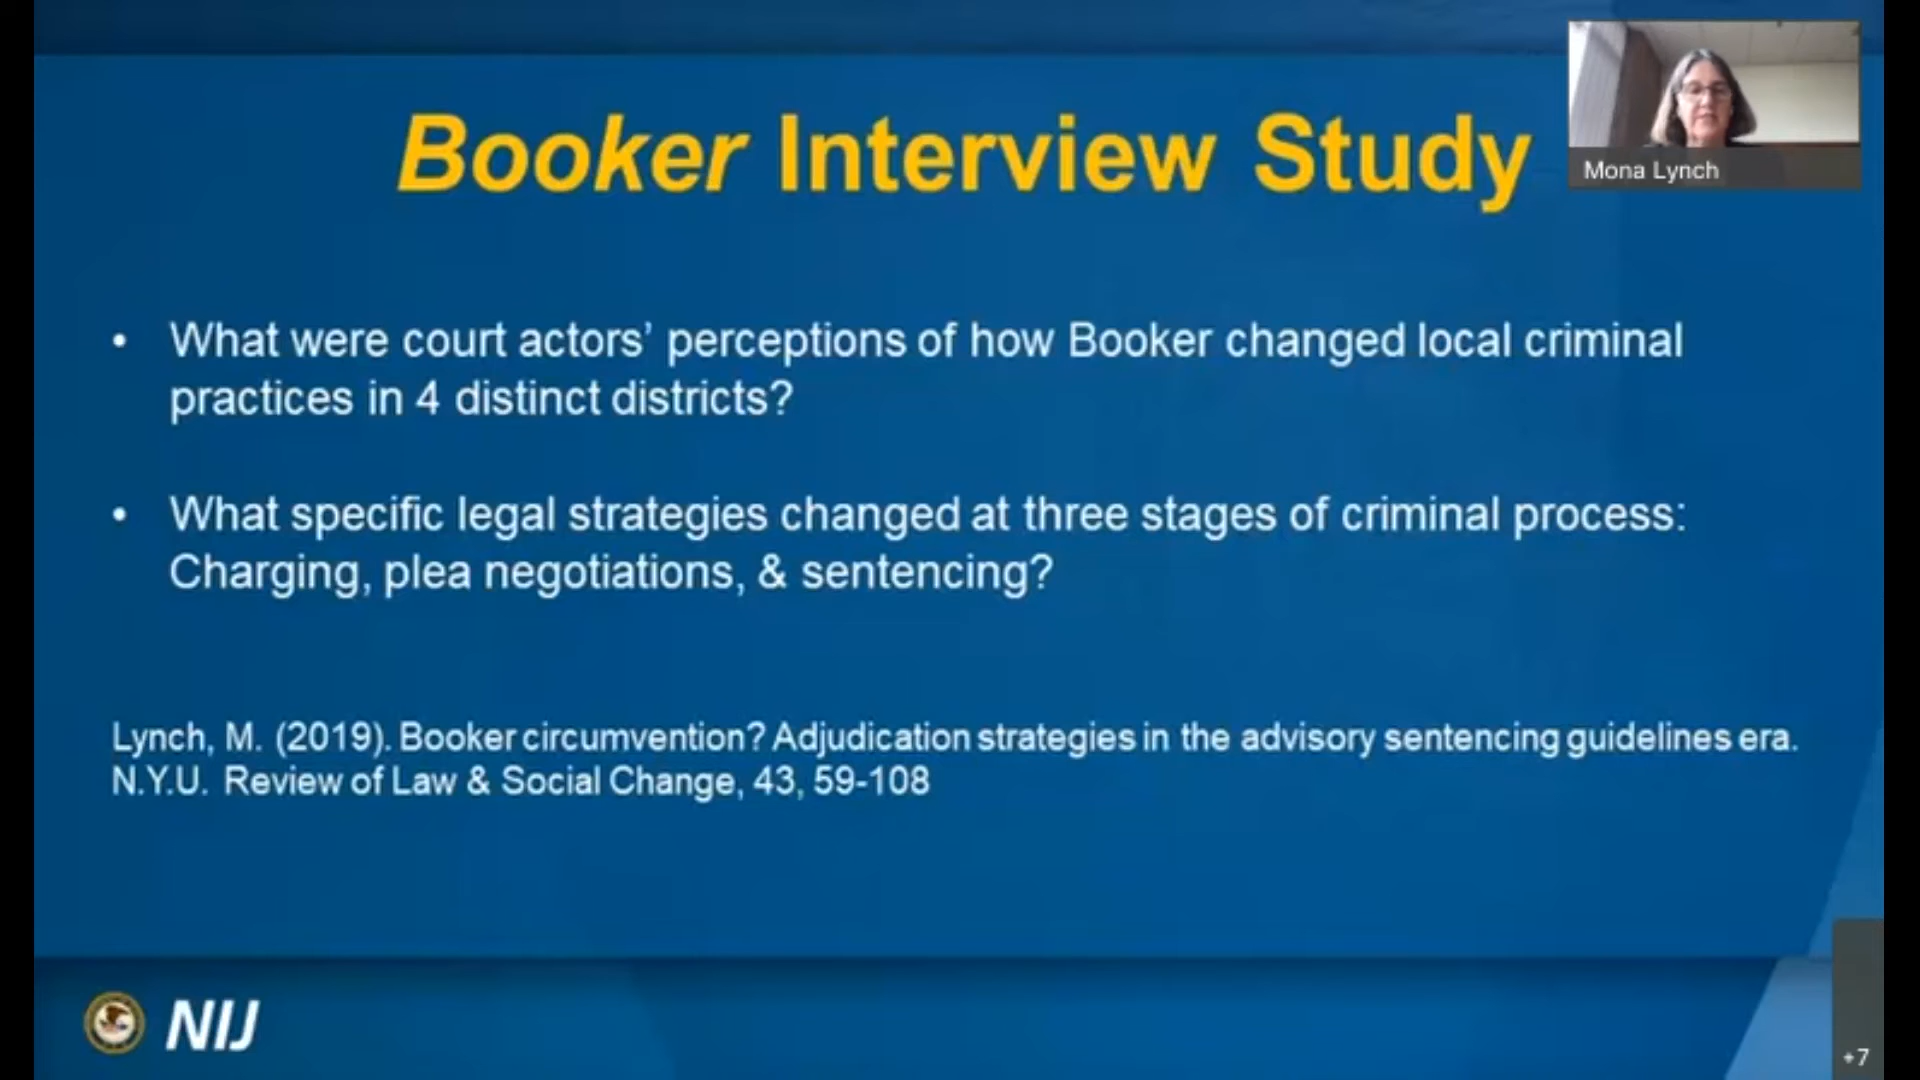 Booker Interview Study
Mona Lynch
• What were court actors’ perceptions of how Booker changed local criminal
practices in 4 distinct districts?
• What specific legal strategies changed at three stages of criminal process:
Charging, plea negotiations, & sentencing?
Lynch, M. (2019). Booker circumvention? Adjudication strategies in the advisory sentencing guidelines era.
N.Y.U. Review of Law & Social Change, 43, 59-108
NIJ
+7